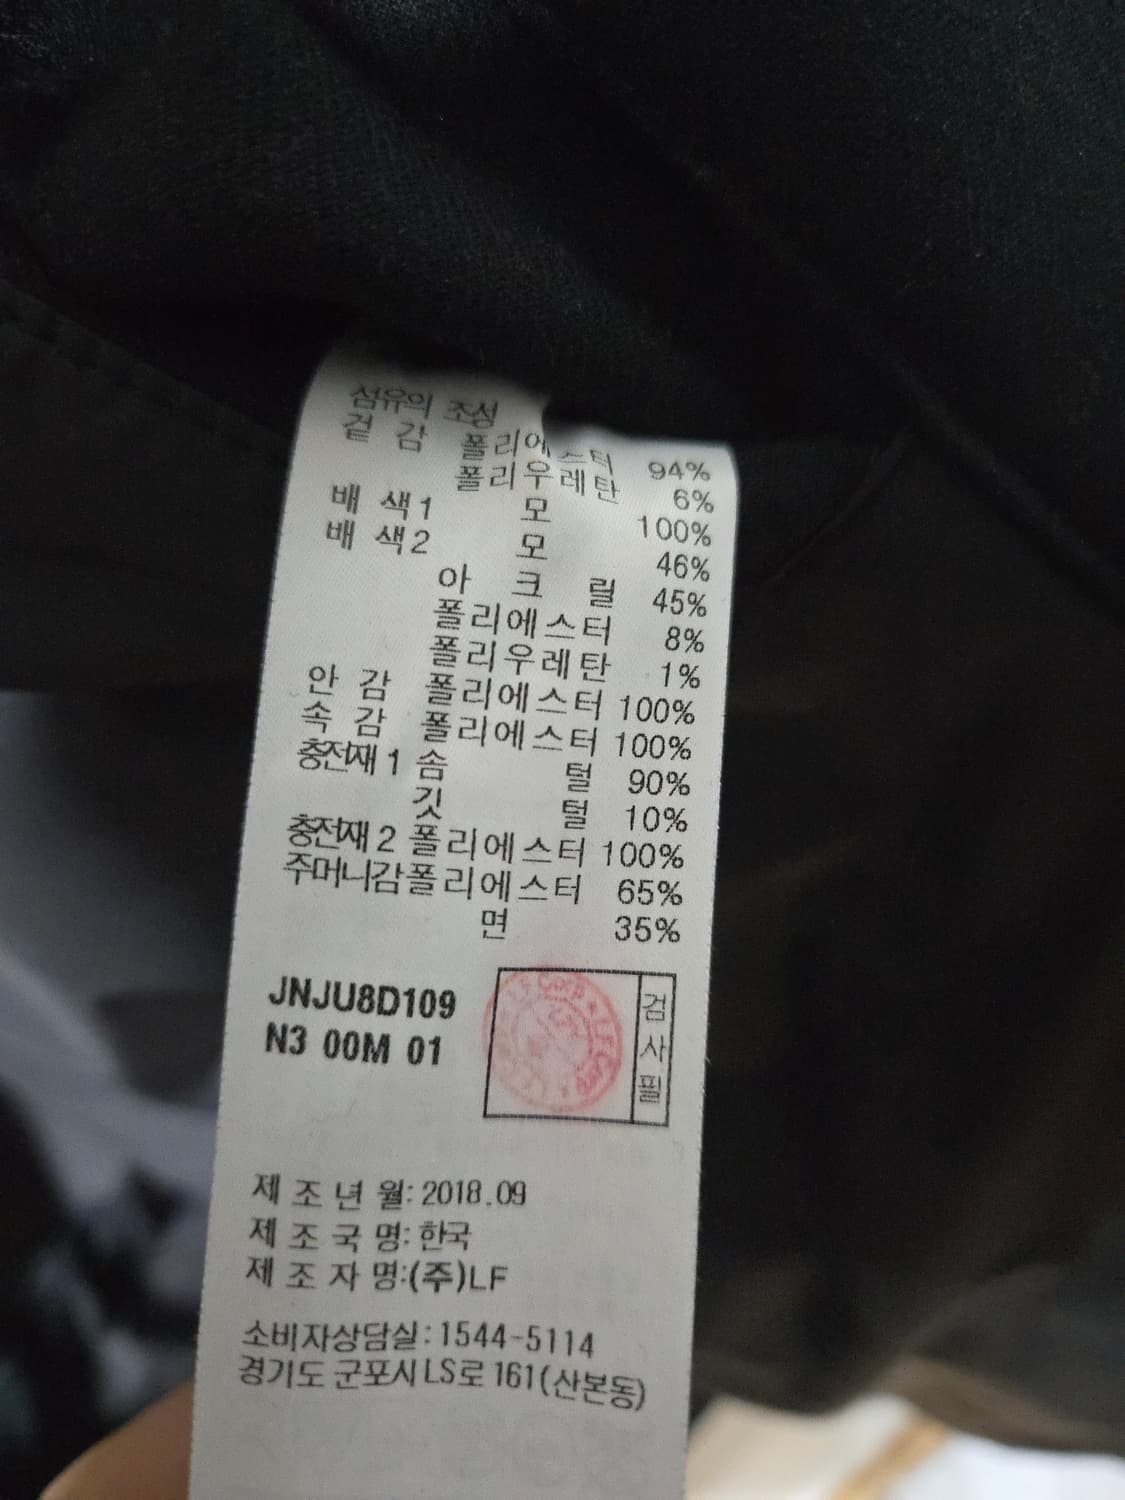 섬유의 조성
겉 감 폴리에스터 94%
폴리우레탄 6%
배 색1 모 100%
배 색2 모 46%
아 크 릴 45%
폴리에스터 8%
폴리우레탄 1%
안 감 폴리에스터 100%
속 감 폴리에스터 100%
충전재 1 솜 털 90%
깃 털 10%
충전재 2 폴리에스터 100%
주머니감폴리에스터 65%
면 35%
JNJU8D109
N3 00M 01
검사필
제 조 년 월: 2018.09
제 조 국 명: 한국
제 조 자 명:(주)LF
소비자상담실:1544-5114
경기도 군포시 LS로 161(산본동)